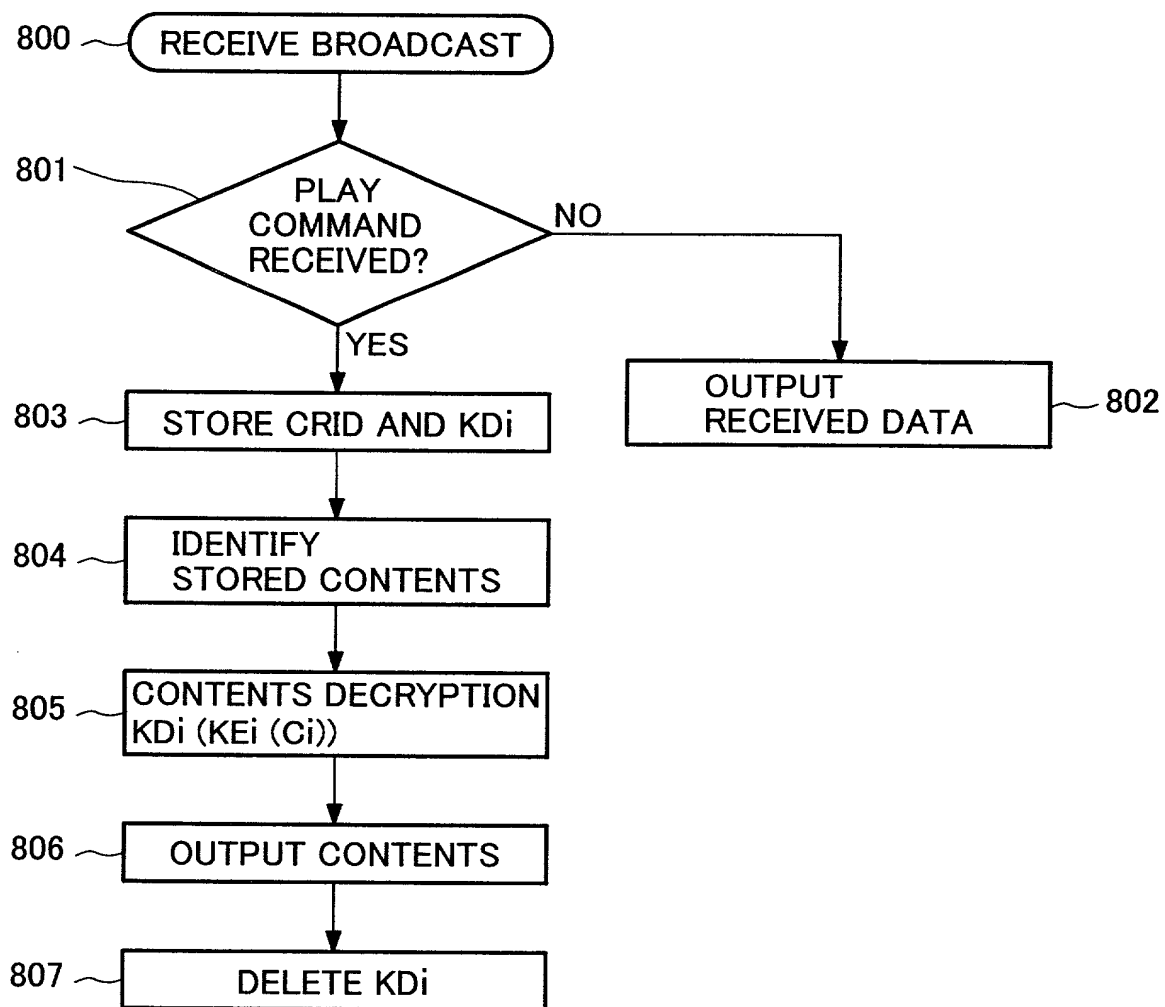 800
RECEIVE BROADCAST
801
PLAY
COMMAND
RECEIVED?
NO
YES
OUTPUT
RECEIVED DATA
802
803
STORE CRID AND KDi
804
IDENTIFY
STORED CONTENTS
805
CONTENTS DECRYPTION
KDi (KEi (Ci))
806
OUTPUT CONTENTS
807
DELETE KDi